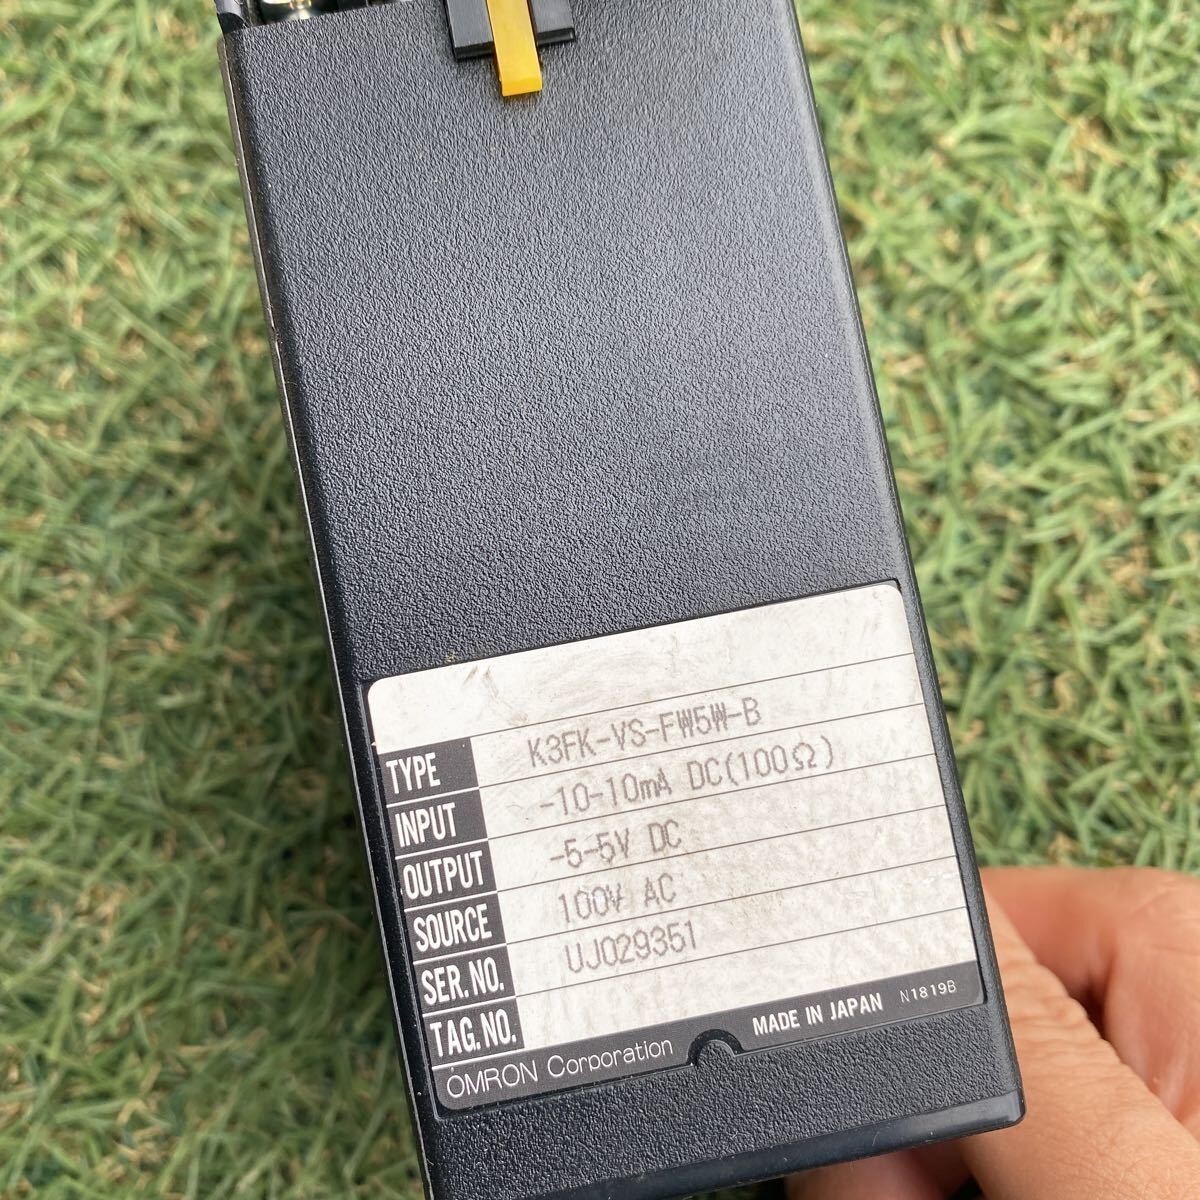 TYPE K3FK-VS-FW5W-B
INPUT -10-10mA DC(100Ω)
OUTPUT -5-5V DC
SOURCE 100V AC
SER.NO. UJ029351
TAG.NO.
OMRON Corporation MADE IN JAPAN N1819B